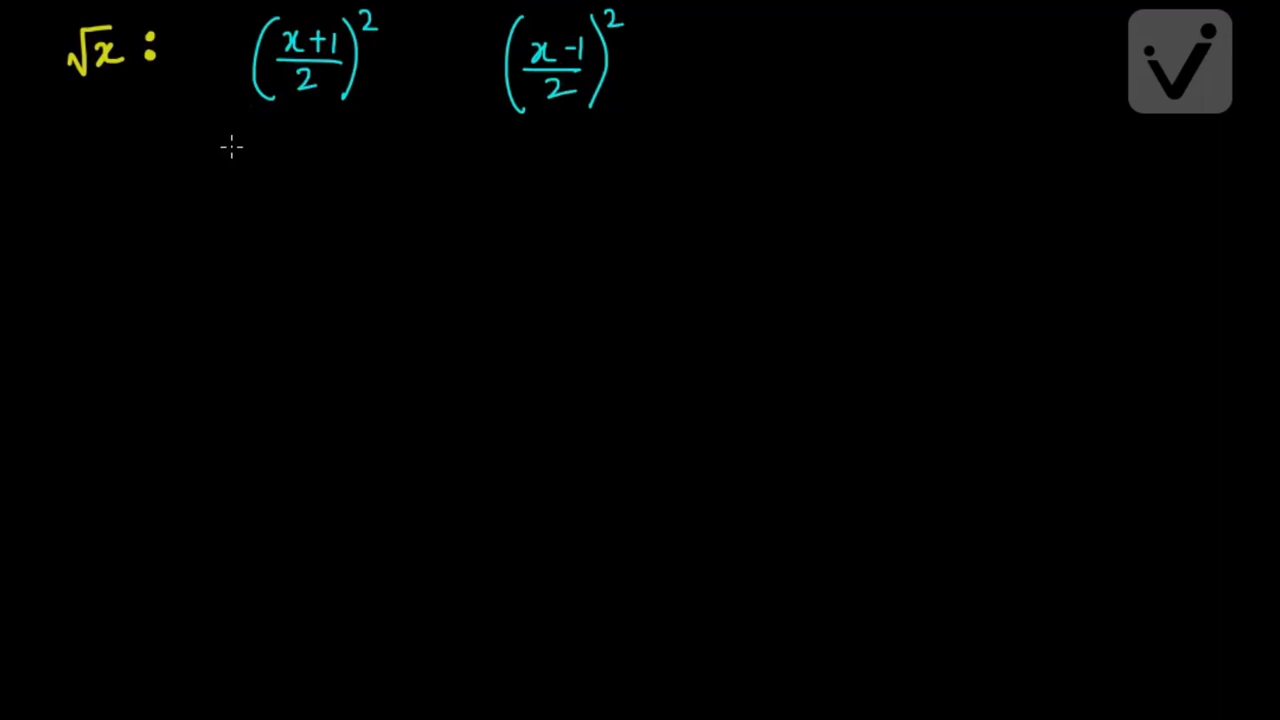 √x : ((x+1)/2)² ((x-1)/2)²